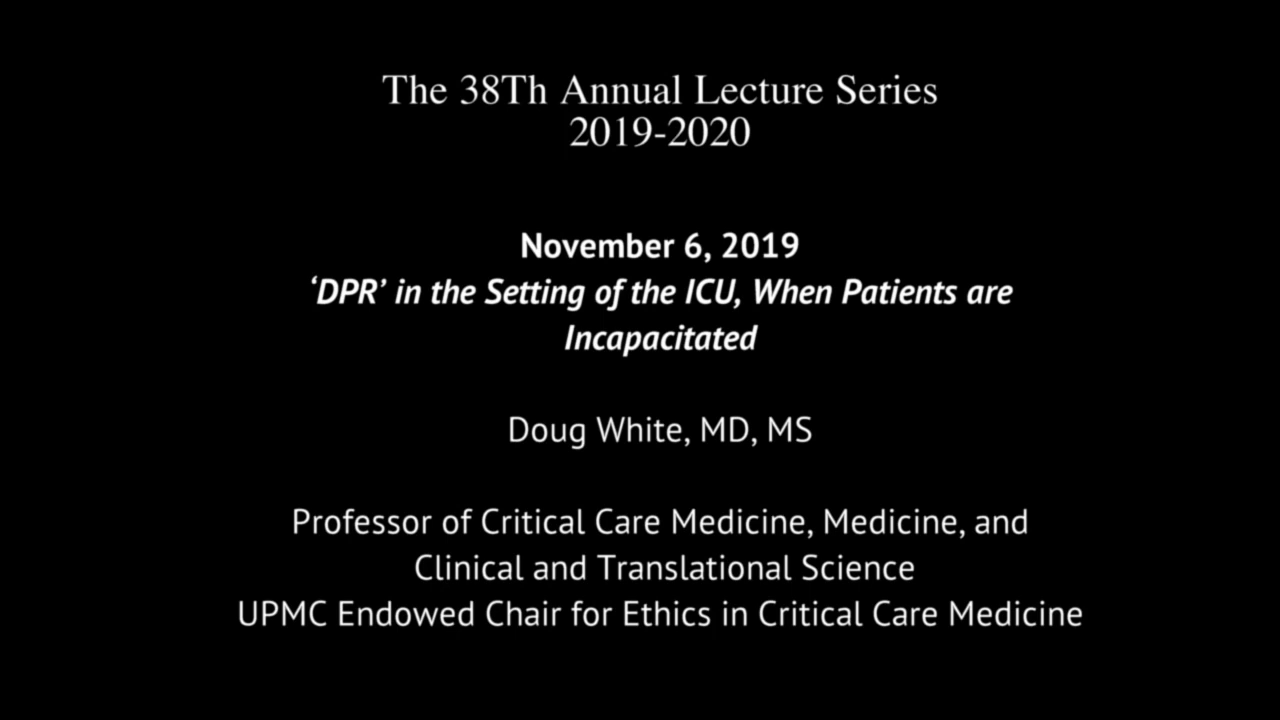 The 38Th Annual Lecture Series
2019-2020
November 6, 2019
‘DPR’ in the Setting of the ICU, When Patients are
Incapacitated
Doug White, MD, MS
Professor of Critical Care Medicine, Medicine, and
Clinical and Translational Science
UPMC Endowed Chair for Ethics in Critical Care Medicine